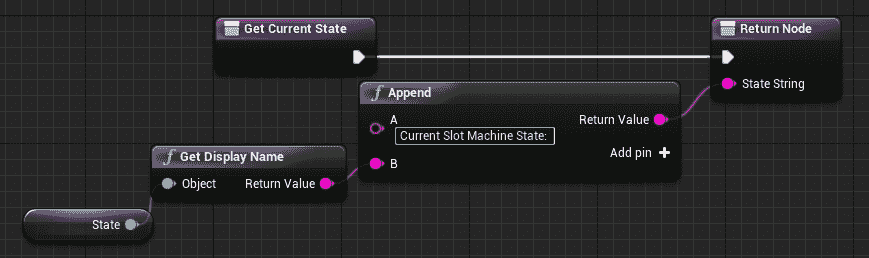 Get Current State
Return Node
State String
Append
A
Current Slot Machine State:
Return Value
Add pin
B
Get Display Name
Object
Return Value
State